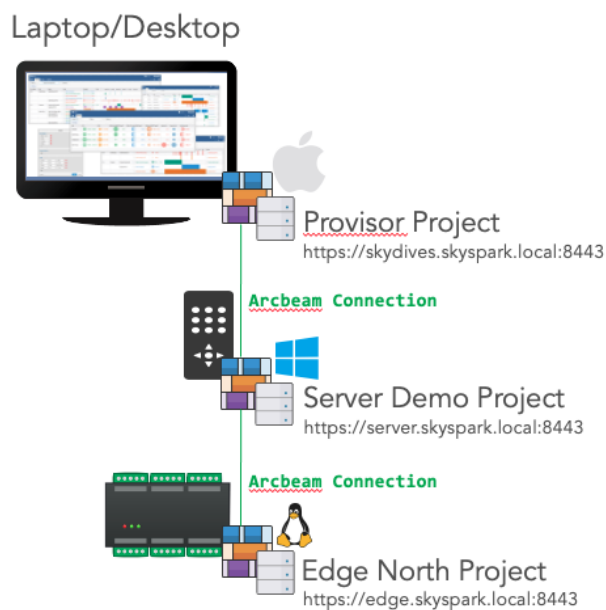 Laptop/Desktop
Provisor Project
https://skydives.skyspark.local:8443
Arcbeam Connection
Server Demo Project
https://server.skyspark.local:8443
Arcbeam Connection
Edge North Project
https://edge.skyspark.local:8443